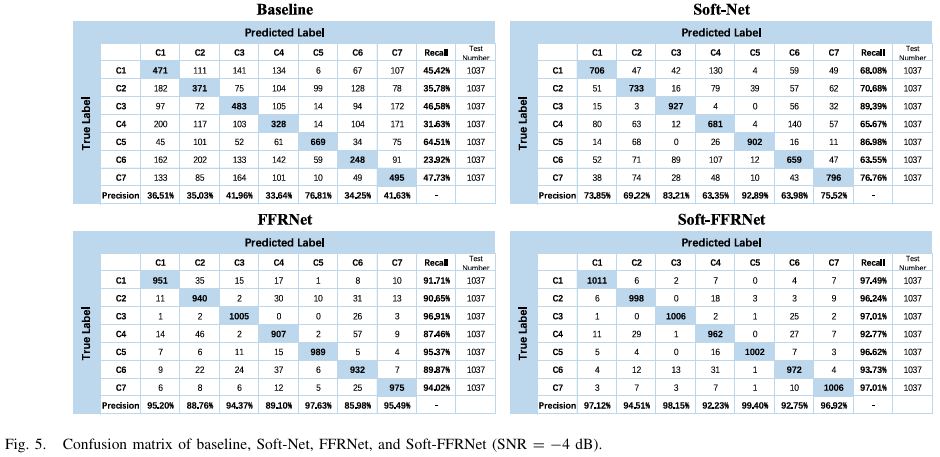 Baseline
Predicted Label
True Label
C1 C2 C3 C4 C5 C6 C7 Recall Test Number
C1 471 111 141 134 6 67 107 45.42% 1037
C2 182 371 75 104 99 128 78 35.78% 1037
C3 97 72 483 105 14 94 172 46.58% 1037
C4 200 117 103 328 14 104 171 31.63% 1037
C5 45 101 52 61 669 34 75 64.51% 1037
C6 162 202 133 142 59 248 91 23.92% 1037
C7 133 85 164 101 10 49 495 47.73% 1037
Precision 36.51% 35.03% 41.96% 33.64% 76.81% 34.25% 41.63% -
Soft-Net
Predicted Label
True Label
C1 C2 C3 C4 C5 C6 C7 Recall Test Number
C1 706 47 42 130 4 59 49 68.08% 1037
C2 51 733 16 79 39 57 62 70.68% 1037
C3 15 3 927 4 0 56 32 89.39% 1037
C4 80 63 12 681 4 140 57 65.67% 1037
C5 14 68 0 26 902 16 11 86.98% 1037
C6 52 71 89 107 12 659 47 63.55% 1037
C7 38 74 28 48 10 43 796 76.76% 1037
Precision 73.85% 69.22% 83.21% 63.35% 92.89% 63.98% 75.52% -
FFRNet
Predicted Label
True Label
C1 C2 C3 C4 C5 C6 C7 Recall Test Number
C1 951 35 15 17 1 8 10 91.71% 1037
C2 11 940 2 30 10 31 13 90.65% 1037
C3 1 2 1005 0 0 26 3 96.91% 1037
C4 14 46 2 907 2 57 9 87.46% 1037
C5 7 6 11 15 989 5 4 95.37% 1037
C6 9 22 24 37 6 932 7 89.87% 1037
C7 6 8 6 12 5 25 975 94.02% 1037
Precision 95.20% 88.76% 94.37% 89.10% 97.63% 85.98% 95.49% -
Soft-FFRNet
Predicted Label
True Label
C1 C2 C3 C4 C5 C6 C7 Recall Test Number
C1 1011 6 2 7 0 4 7 97.49% 1037
C2 6 998 0 18 3 3 9 96.24% 1037
C3 1 0 1006 2 1 25 2 97.01% 1037
C4 11 29 1 962 0 27 7 92.77% 1037
C5 5 4 0 16 1002 7 3 96.62% 1037
C6 4 12 13 31 1 972 4 93.73% 1037
C7 3 7 3 7 1 10 1006 97.01% 1037
Precision 97.12% 94.51% 98.15% 92.23% 99.40% 92.75% 96.92% -
Fig. 5. Confusion matrix of baseline, Soft-Net, FFRNet, and Soft-FFRNet (SNR = −4 dB).